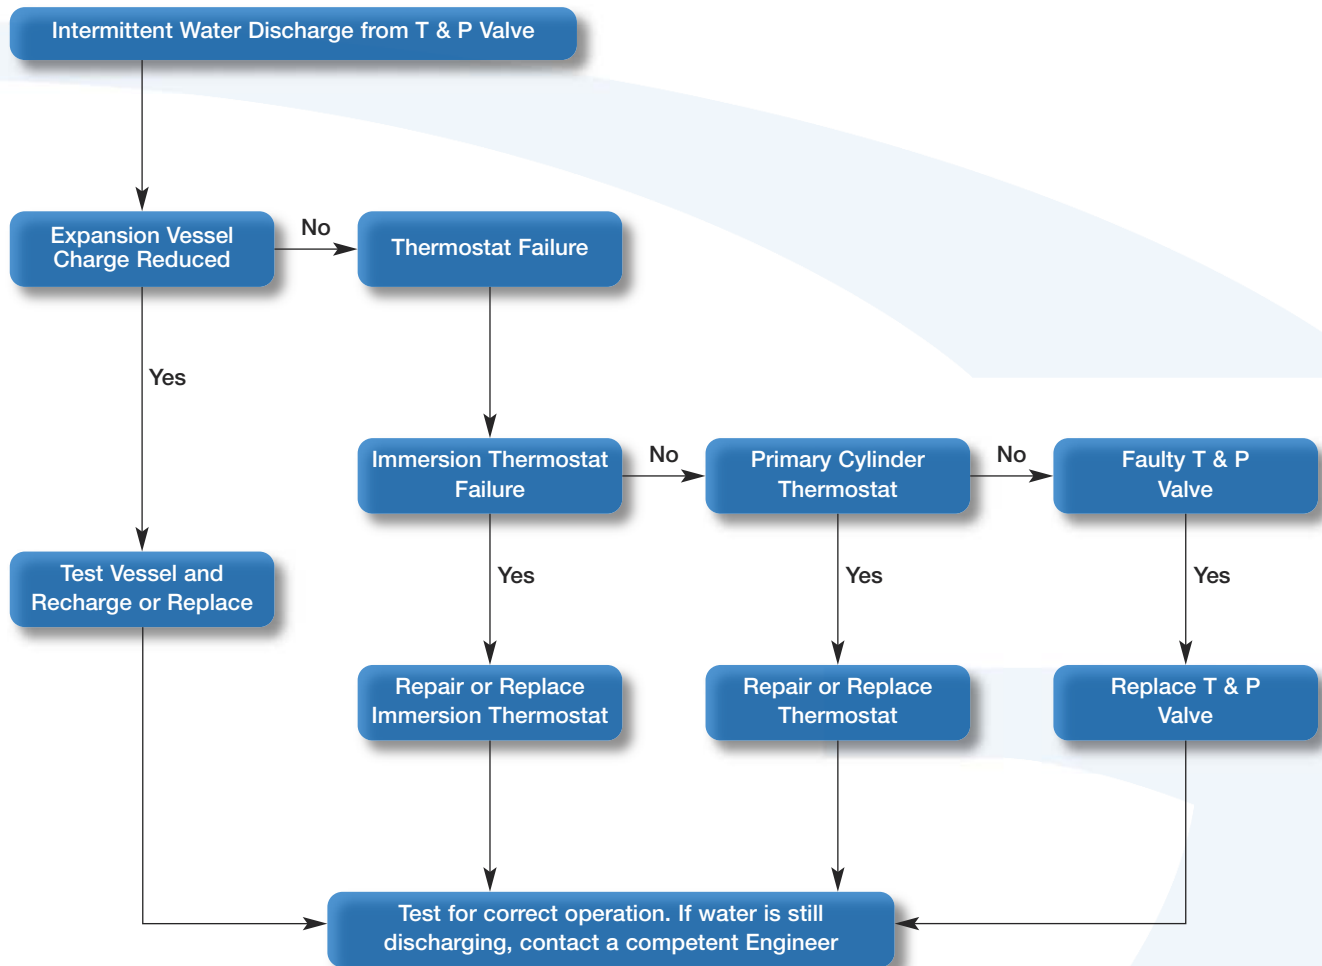 Intermittent Water Discharge from T & P Valve
Expansion Vessel
Charge Reduced
No
Thermostat Failure
Yes
Immersion Thermostat
Failure
No
Primary Cylinder
Thermostat
No
Faulty T & P
Valve
Test Vessel and
Recharge or Replace
Yes
Yes
Yes
Repair or Replace
Immersion Thermostat
Repair or Replace
Thermostat
Replace T & P
Valve
Test for correct operation. If water is still
discharging, contact a competent Engineer